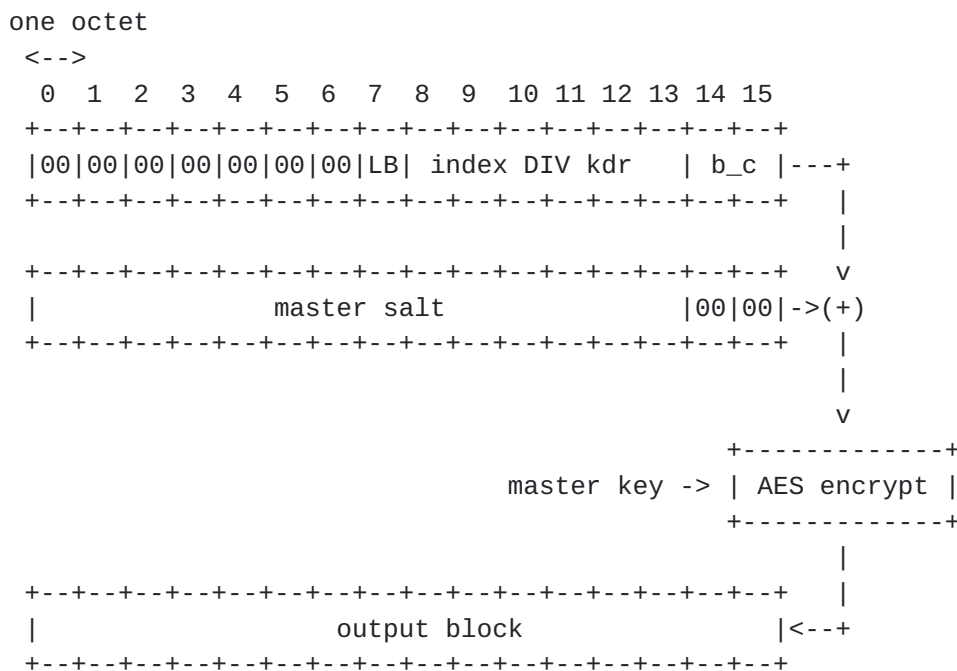 one octet
<-->
0 1 2 3 4 5 6 7 8 9 10 11 12 13 14 15
+--+--+--+--+--+--+--+--+--+--+--+--+--+--+--+--+
|00|00|00|00|00|00|00|LB| index DIV kdr | b_c |---+
+--+--+--+--+--+--+--+--+--+--+--+--+--+--+--+--+ |
|
+--+--+--+--+--+--+--+--+--+--+--+--+--+--+--+--+ v
| master salt |00|00|->(+)
+--+--+--+--+--+--+--+--+--+--+--+--+--+--+--+--+ |
|
v
+-------------+
master key -> | AES encrypt |
+-------------+
|
+--+--+--+--+--+--+--+--+--+--+--+--+--+--+--+--+ |
| output block |<--+
+--+--+--+--+--+--+--+--+--+--+--+--+--+--+--+--+